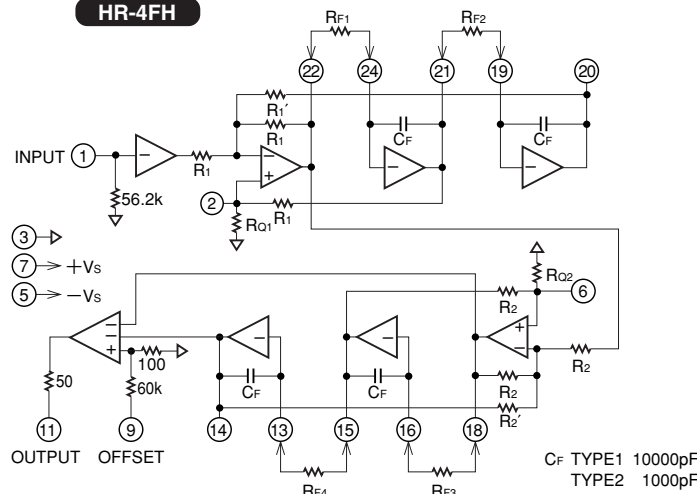 HR-4FH
RF1
RF2
22
24
21
19
20
R1′
R1
CF
CF
INPUT 1
−
R1
−
+
−
−
56.2k
2
RQ1
R1
3
7 +Vs
5 −Vs
RQ2
6
R2
−
−
+
100
−
−
+
−
R2
50
60k
CF
CF
R2
R2′
11
9
14
13
15
16
18
OUTPUT
OFFSET
RF4
RF3
CF TYPE1 10000pF
TYPE2 1000pF